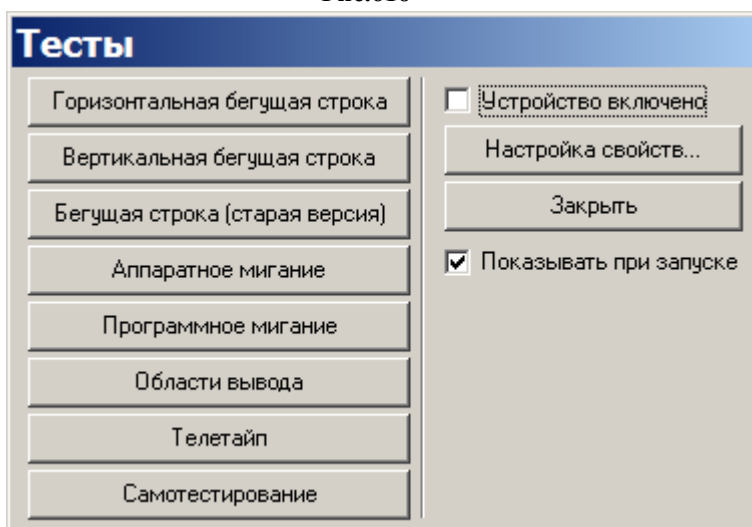 Тесты
Горизонтальная бегущая строка
Вертикальная бегущая строка
Бегущая строка (старая версия)
Аппаратное мигание
Программное мигание
Области вывода
Телетайп
Самотестирование
Устройство включено
Настройка свойств...
Закрыть
Показывать при запуске